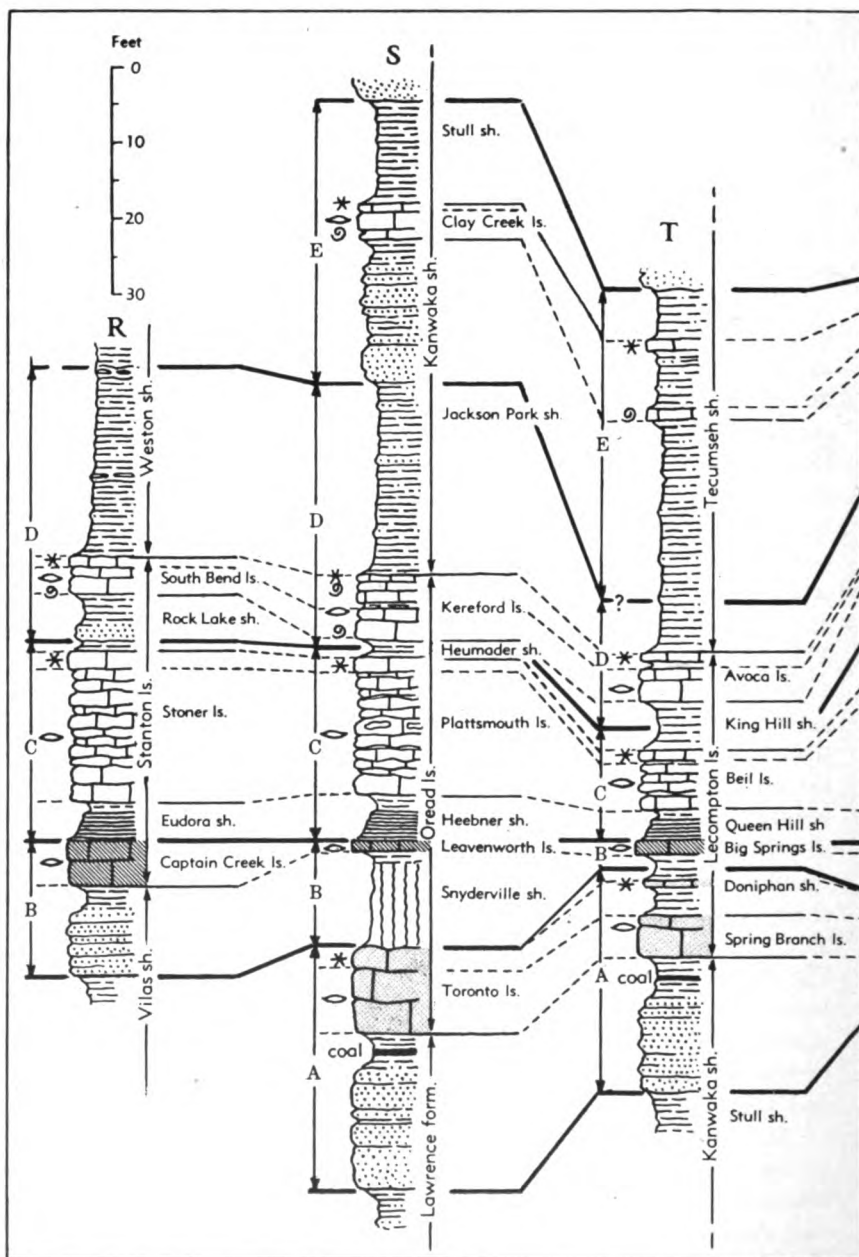 Feet
0
10
20
30
R
D
C
B
Weston sh.
South Bend ls.
Rock Lake sh.
Stoner ls.
Stanton ls.
Eudora sh.
Captain Creek ls.
Vilas sh.
S
E
D
C
B
A
coal
Stull sh.
Clay Creek ls.
Kanwaka sh.
Jackson Park sh.
Kereford ls.
Heumader sh.
Plattsmouth ls.
Oread ls.
Heebner sh.
Leavenworth ls.
Snyderville sh.
Toronto ls.
Lawrence form.
T
E
?
D
C
B
A
coal
Tecumseh sh.
Avoca ls.
King Hill sh.
Beil ls.
Lecompton ls.
Queen Hill sh
Big Springs ls.
Doniphan sh.
Spring Branch ls.
Kanwaka sh.
Stull sh.